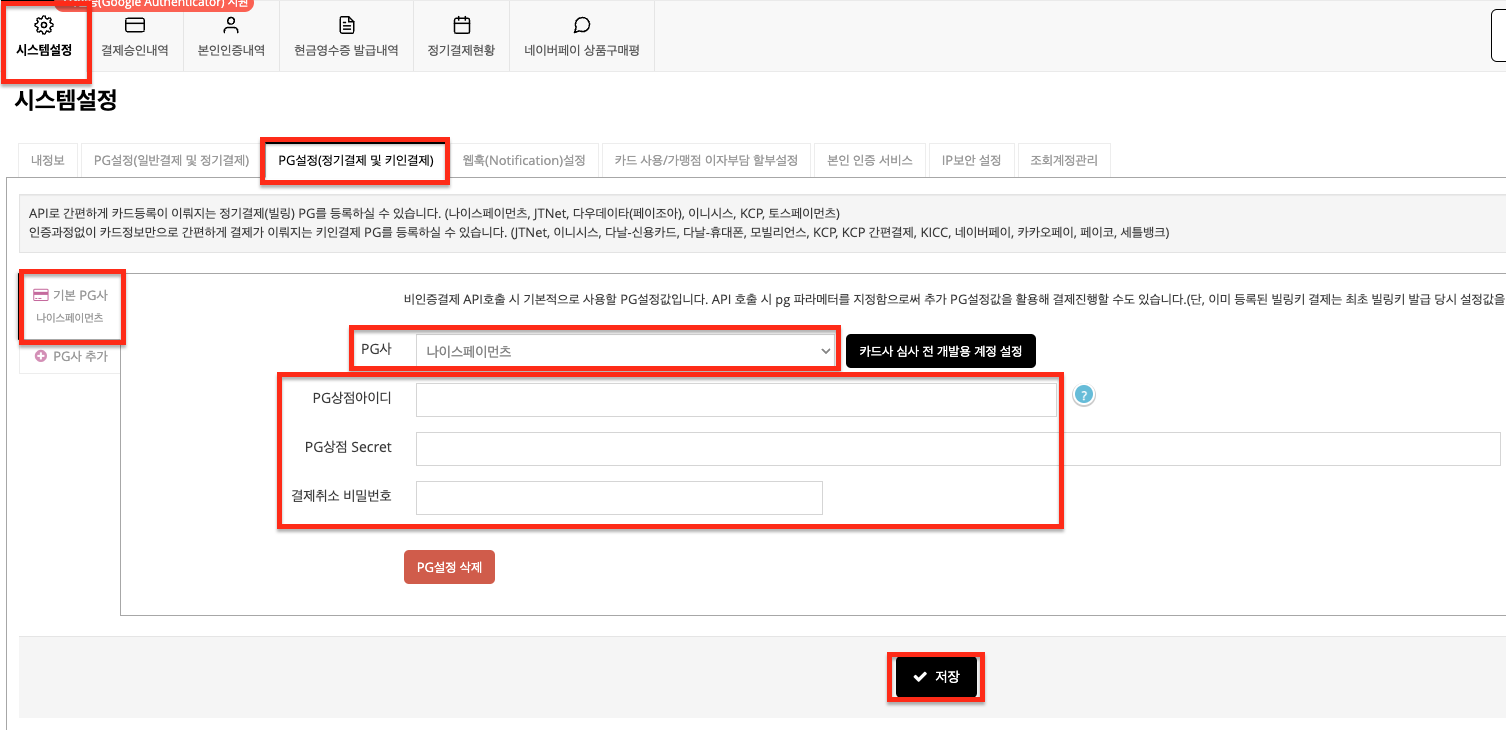 (Google Authenticator) 지원
시스템설정
결제승인내역
본인인증내역
현금영수증 발급내역
정기결제현황
네이버페이 상품구매평
시스템설정
내정보
PG설정(일반결제 및 정기결제)
PG설정(정기결제 및 키인결제)
웹훅(Notification)설정
카드 사용/가맹점 이자부담 할부설정
본인 인증 서비스
IP보안 설정
조회계정관리
API로 간편하게 카드등록이 이뤄지는 정기결제(빌링) PG를 등록하실 수 있습니다. (나이스페이먼츠, JTNet, 다우데이타(페이조아), 이니시스, KCP, 토스페이먼츠)
인증과정없이 카드정보만으로 간편하게 결제가 이뤄지는 키인결제 PG를 등록하실 수 있습니다. (JTNet, 이니시스, 다날-신용카드, 다날-휴대폰, 모빌리언스, KCP, KCP 간편결제, KICC, 네이버페이, 카카오페이, 페이코, 세틀뱅크)
기본 PG사
나이스페이먼츠
PG사 추가
비인증결제 API호출 시 기본적으로 사용할 PG설정값입니다. API 호출 시 pg 파라메터를 지정함으로써 추가 PG설정값을 활용해 결제진행할 수도 있습니다.(단, 이미 등록된 빌링키 결제는 최초 빌링키 발급 당시 설정값을
PG사
나이스페이먼츠
카드사 심사 전 개발용 계정 설정
PG상점아이디
?
PG상점 Secret
결제취소 비밀번호
PG설정 삭제
저장